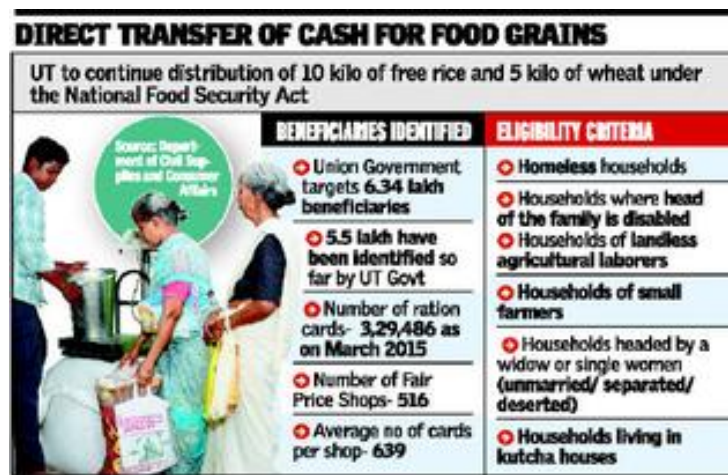 DIRECT TRANSFER OF CASH FOR FOOD GRAINS
UT to continue distribution of 10 kilo of free rice and 5 kilo of wheat under
the National Food Security Act
Source: Depart-
ment of Civil Sup-
plies and Consumer
Affairs
BENEFICIARIES IDENTIFIED
Union Government
targets 6.34 lakh
beneficiaries
5.5 lakh have
been identified so
far by UT Govt
Number of ration
cards- 3,29,486 as
on March 2015
Number of Fair
Price Shops- 516
Average no of cards
per shop- 639
ELIGIBILITY CRITERIA
Homeless households
Households where head
of the family is disabled
Households of landless
agricultural laborers
Households of small
farmers
Households headed by a
widow or single women
(unmarried/ separated/
deserted)
Households living in
kutcha houses